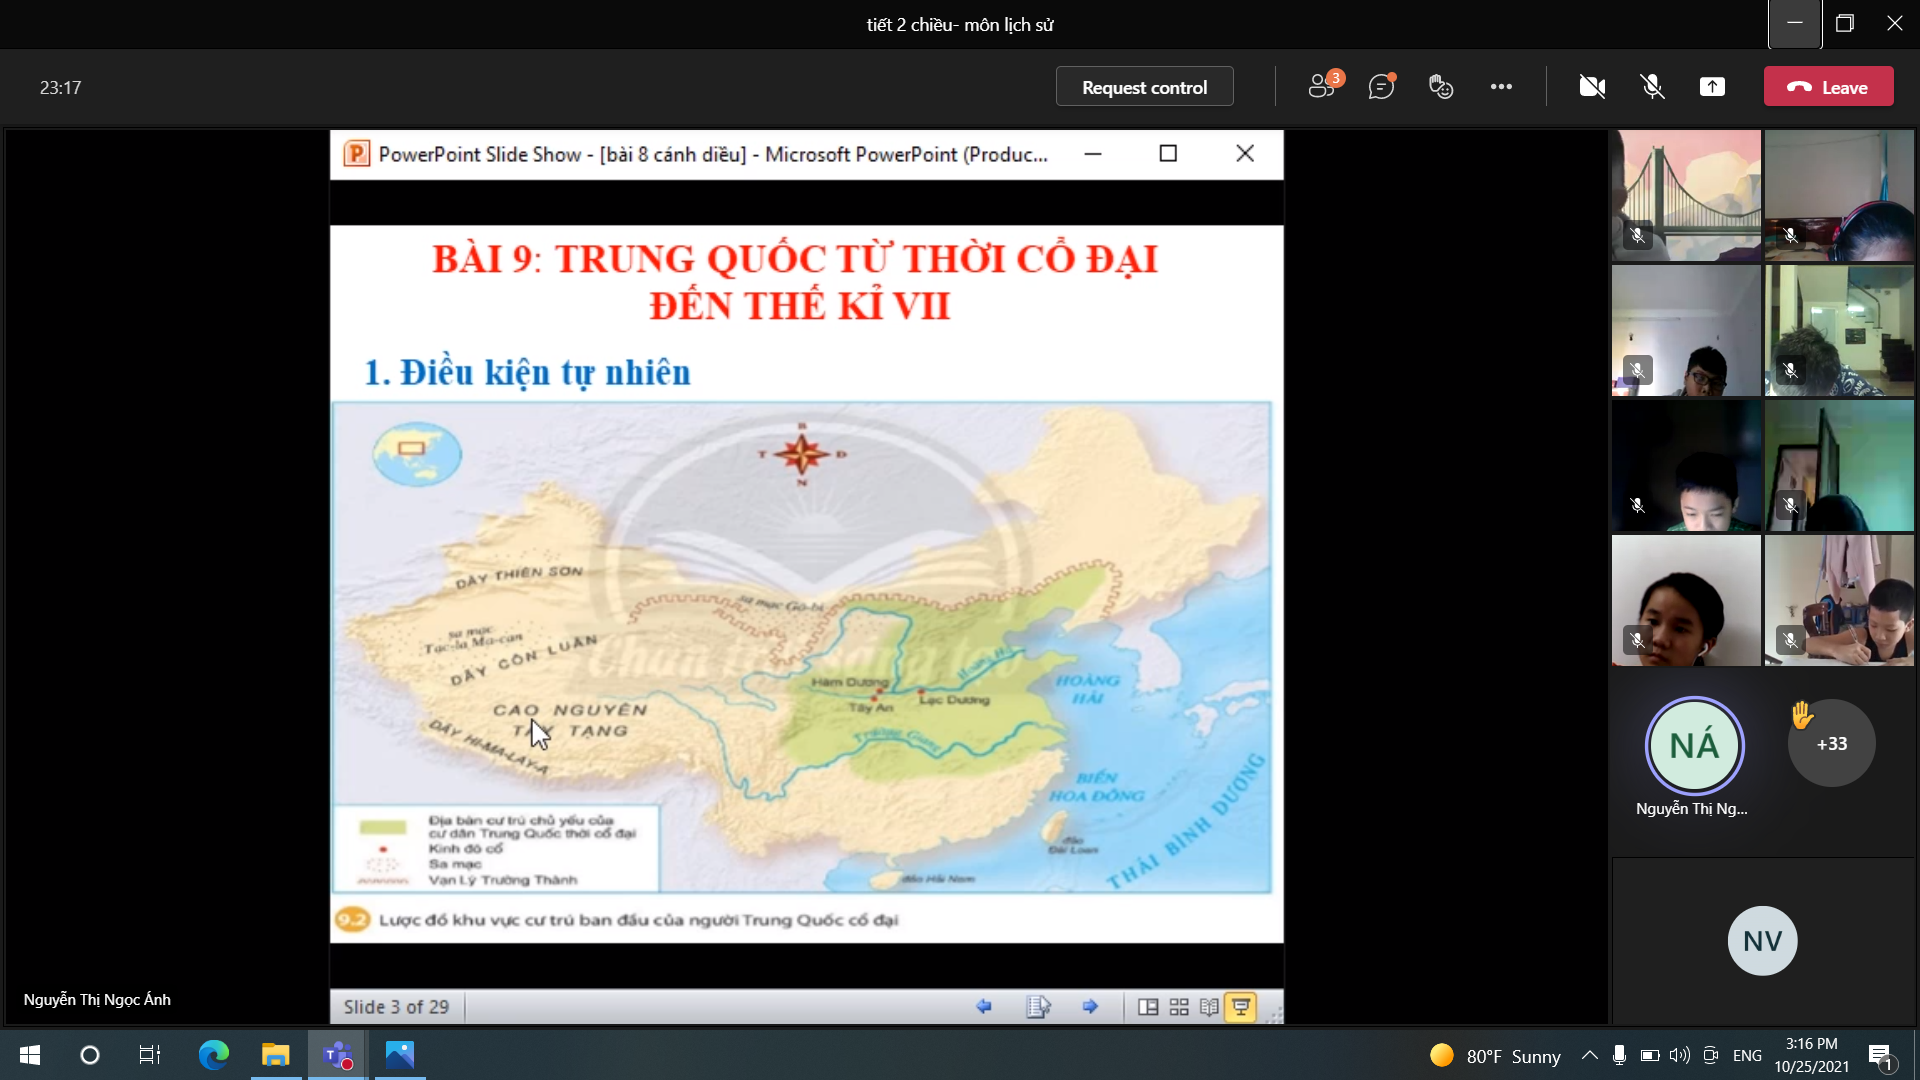 tiết 2 chiều- môn lịch sử
23:17
Request control
3
Leave
PowerPoint Slide Show - [bài 8 cánh diều] - Microsoft PowerPoint (Produc...
BÀI 9: TRUNG QUỐC TỪ THỜI CỔ ĐẠI
ĐẾN THẾ KỈ VII
1. Điều kiện tự nhiên
B
T
Đ
N
DÃY THIÊN SƠN
sa mạc Gô-bi
sa mạc
Tac-la Ma-can
DÃY CÔN LUÂN
Chân trời sáng tạo
Hoàng Hà
Hàm Dương
Tây An
Lạc Dương
HOÀNG
HẢI
CAO NGUYÊN
TÂY TẠNG
DÃY HI-MA-LAY-A
Trường Giang
BIỂN
HOA ĐÔNG
THÁI BÌNH DƯƠNG
đảo
Đài Loan
đảo Hải Nam
Địa bàn cư trú chủ yếu của
cư dân Trung Quốc thời cổ đại
Kinh đô cổ
Sa mạc
Vạn Lý Trường Thành
9.2 Lược đồ khu vực cư trú ban đầu của người Trung Quốc cổ đại
Slide 3 of 29
Nguyễn Thị Ngọc Ánh
NÁ
Nguyễn Thị Ng...
+33
NV
80°F Sunny
ENG
3:16 PM
10/25/2021
1